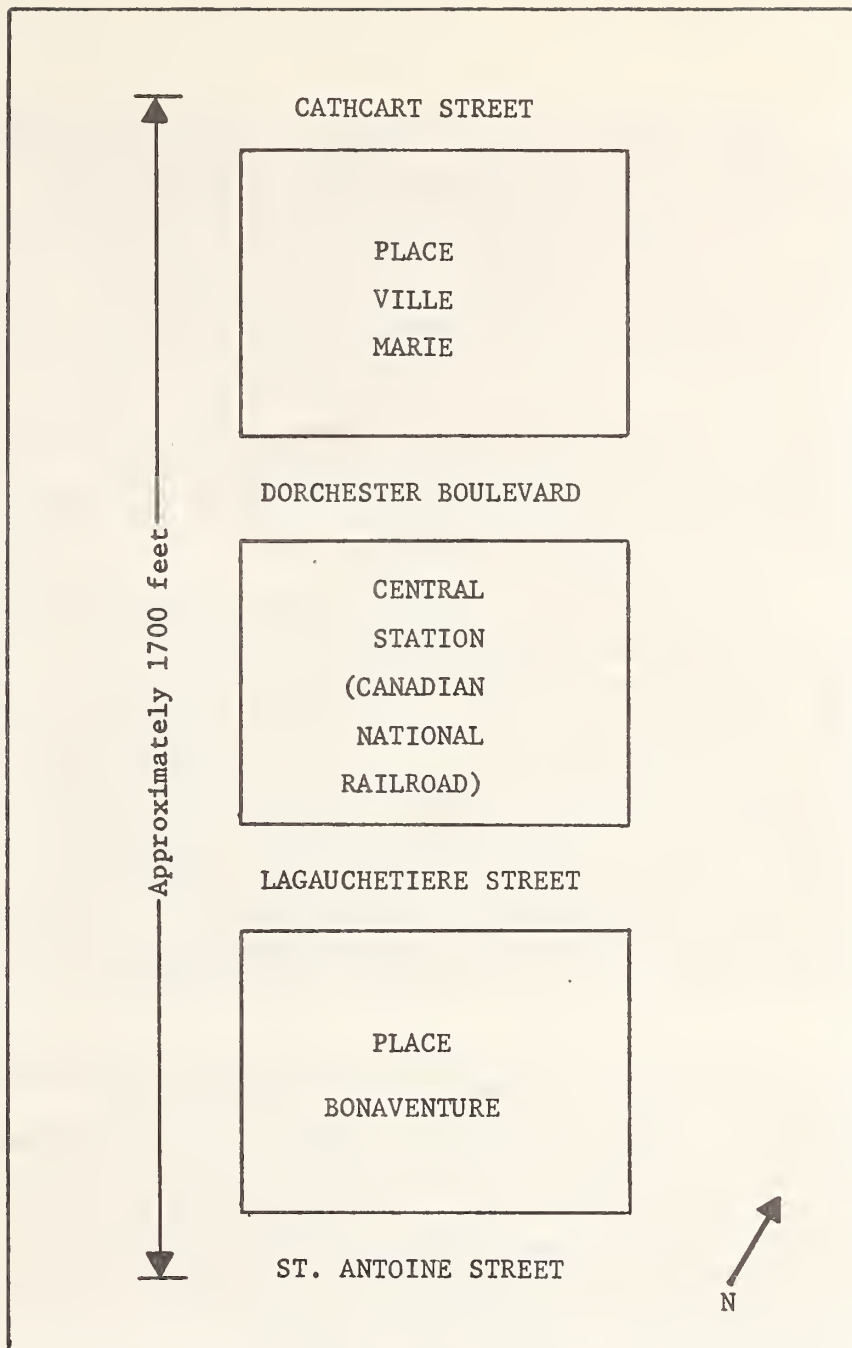 CATHCART STREET
PLACE
VILLE
MARIE
DORCHESTER BOULEVARD
Approximately 1700 feet
CENTRAL
STATION
(CANADIAN
NATIONAL
RAILROAD)
LAGAUCHETIERE STREET
PLACE
BONAVENTURE
ST. ANTOINE STREET
N